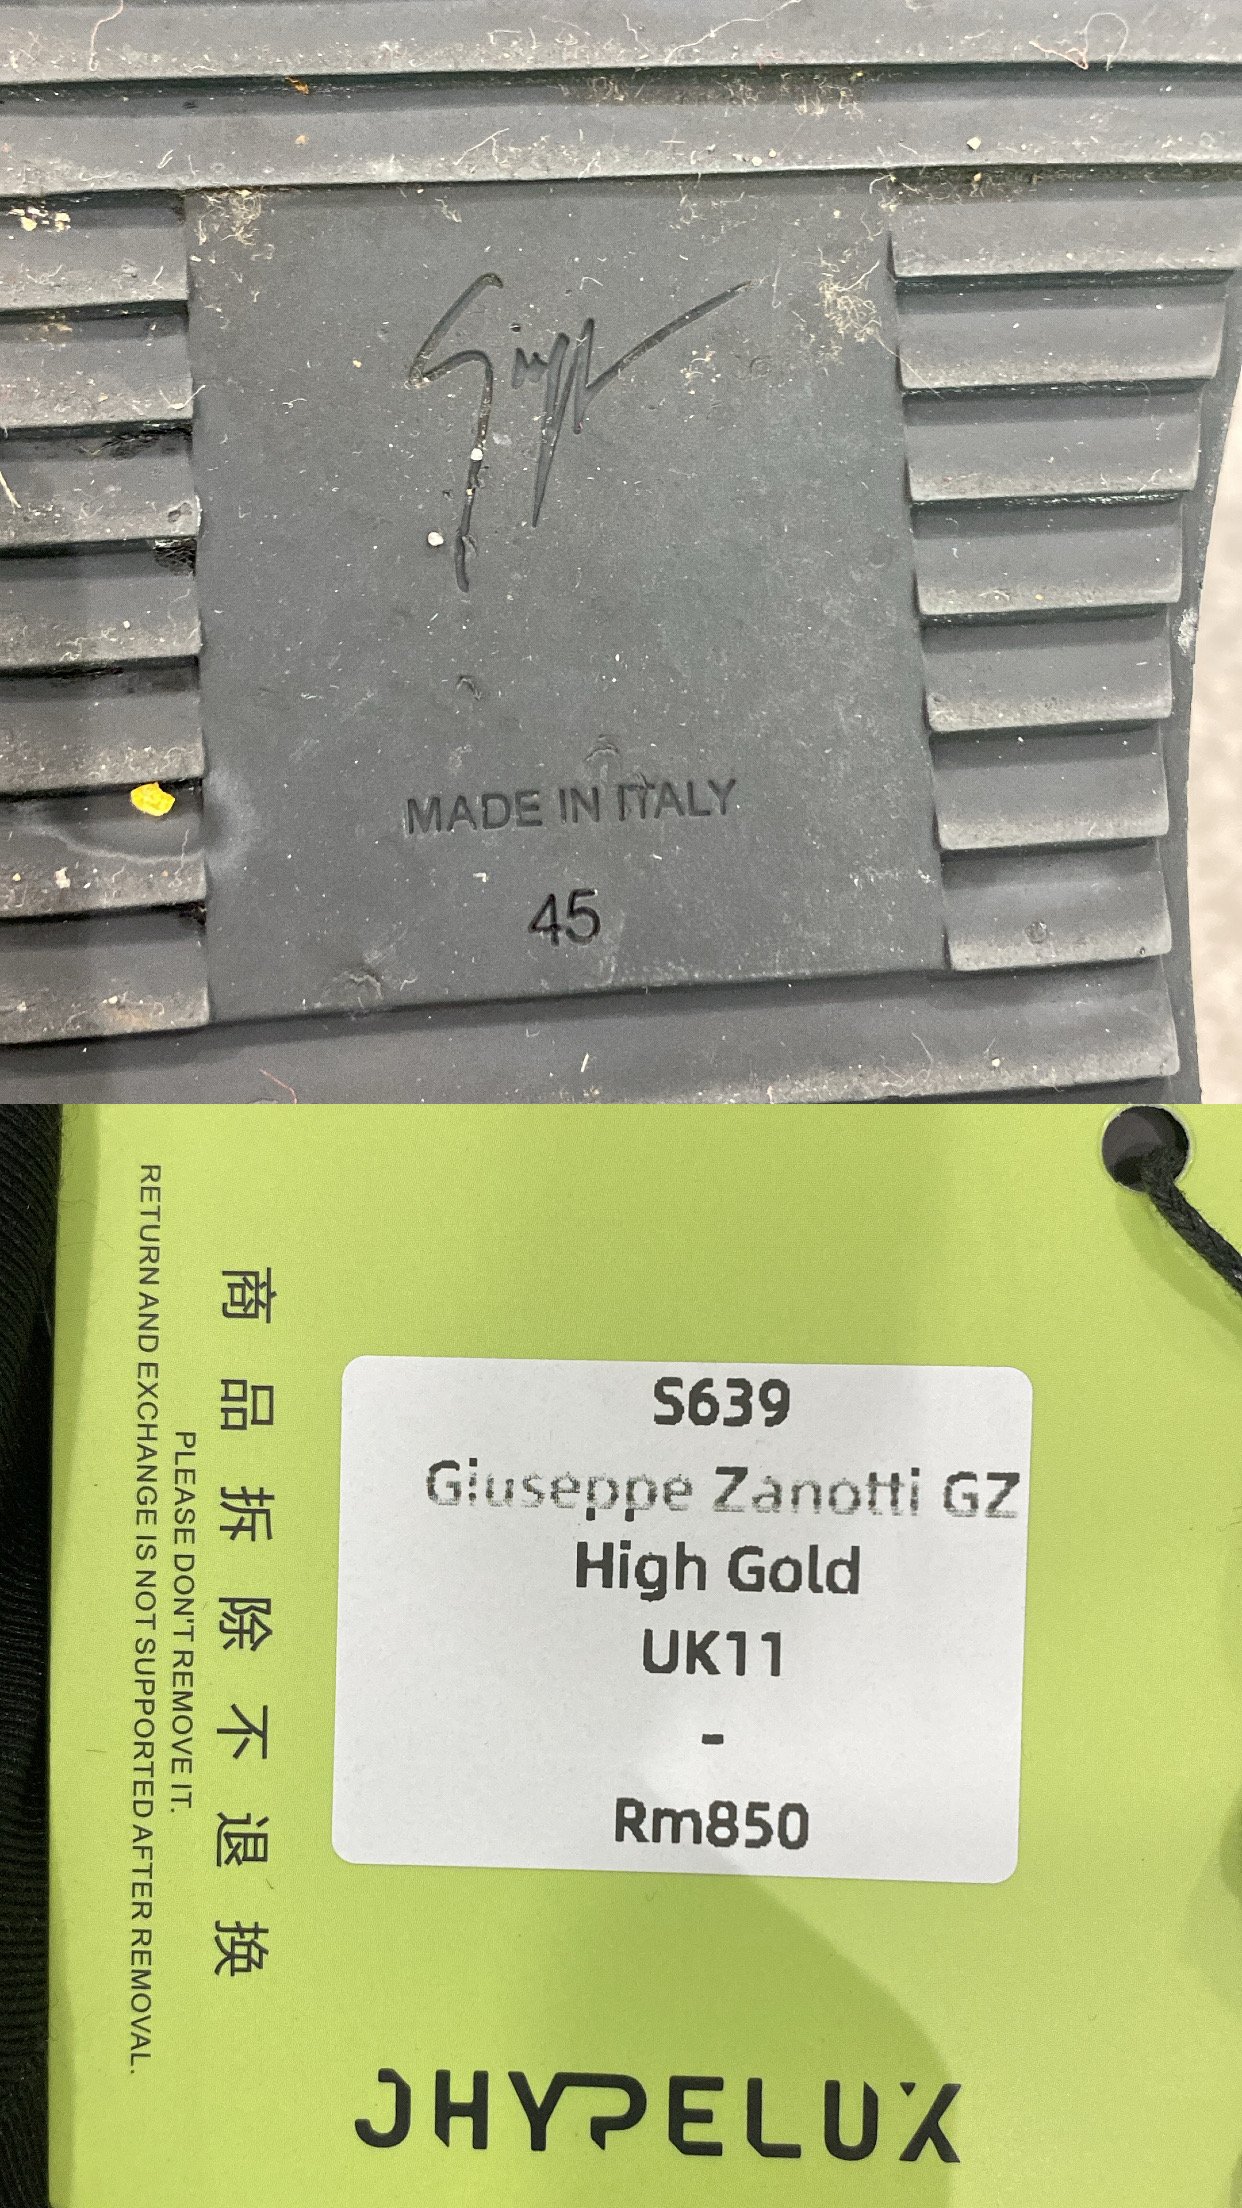 Giuseppe
MADE IN ITALY
45
商品拆除不退换
PLEASE DON'T REMOVE IT.
RETURN AND EXCHANGE IS NOT SUPPORTED AFTER REMOVAL.
S639
Giuseppe Zanotti GZ
High Gold
UK11
-
Rm850
JHYPELUX